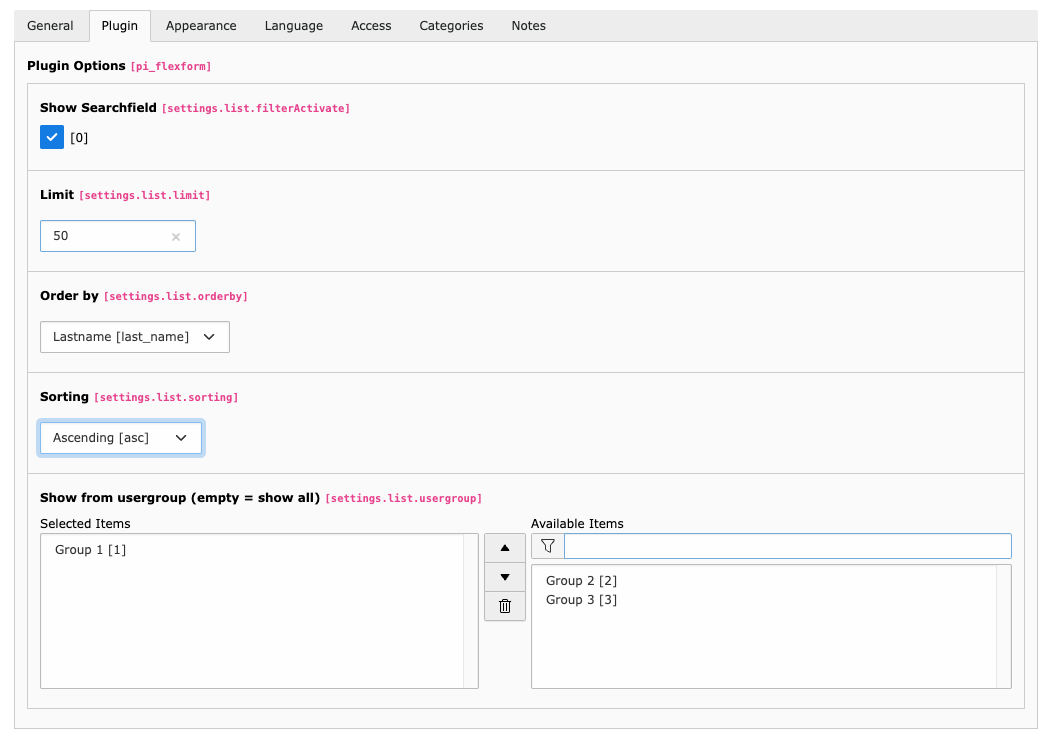 General Plugin Appearance Language Access Categories Notes
Plugin Options [pi_flexform]
Show Searchfield [settings.list.filterActivate]
[0]
Limit [settings.list.limit]
50
Order by [settings.list.orderby]
Lastname [last_name]
Sorting [settings.list.sorting]
Ascending [asc]
Show from usergroup (empty = show all) [settings.list.usergroup]
Selected Items
Group 1 [1]
Available Items
Group 2 [2]
Group 3 [3]